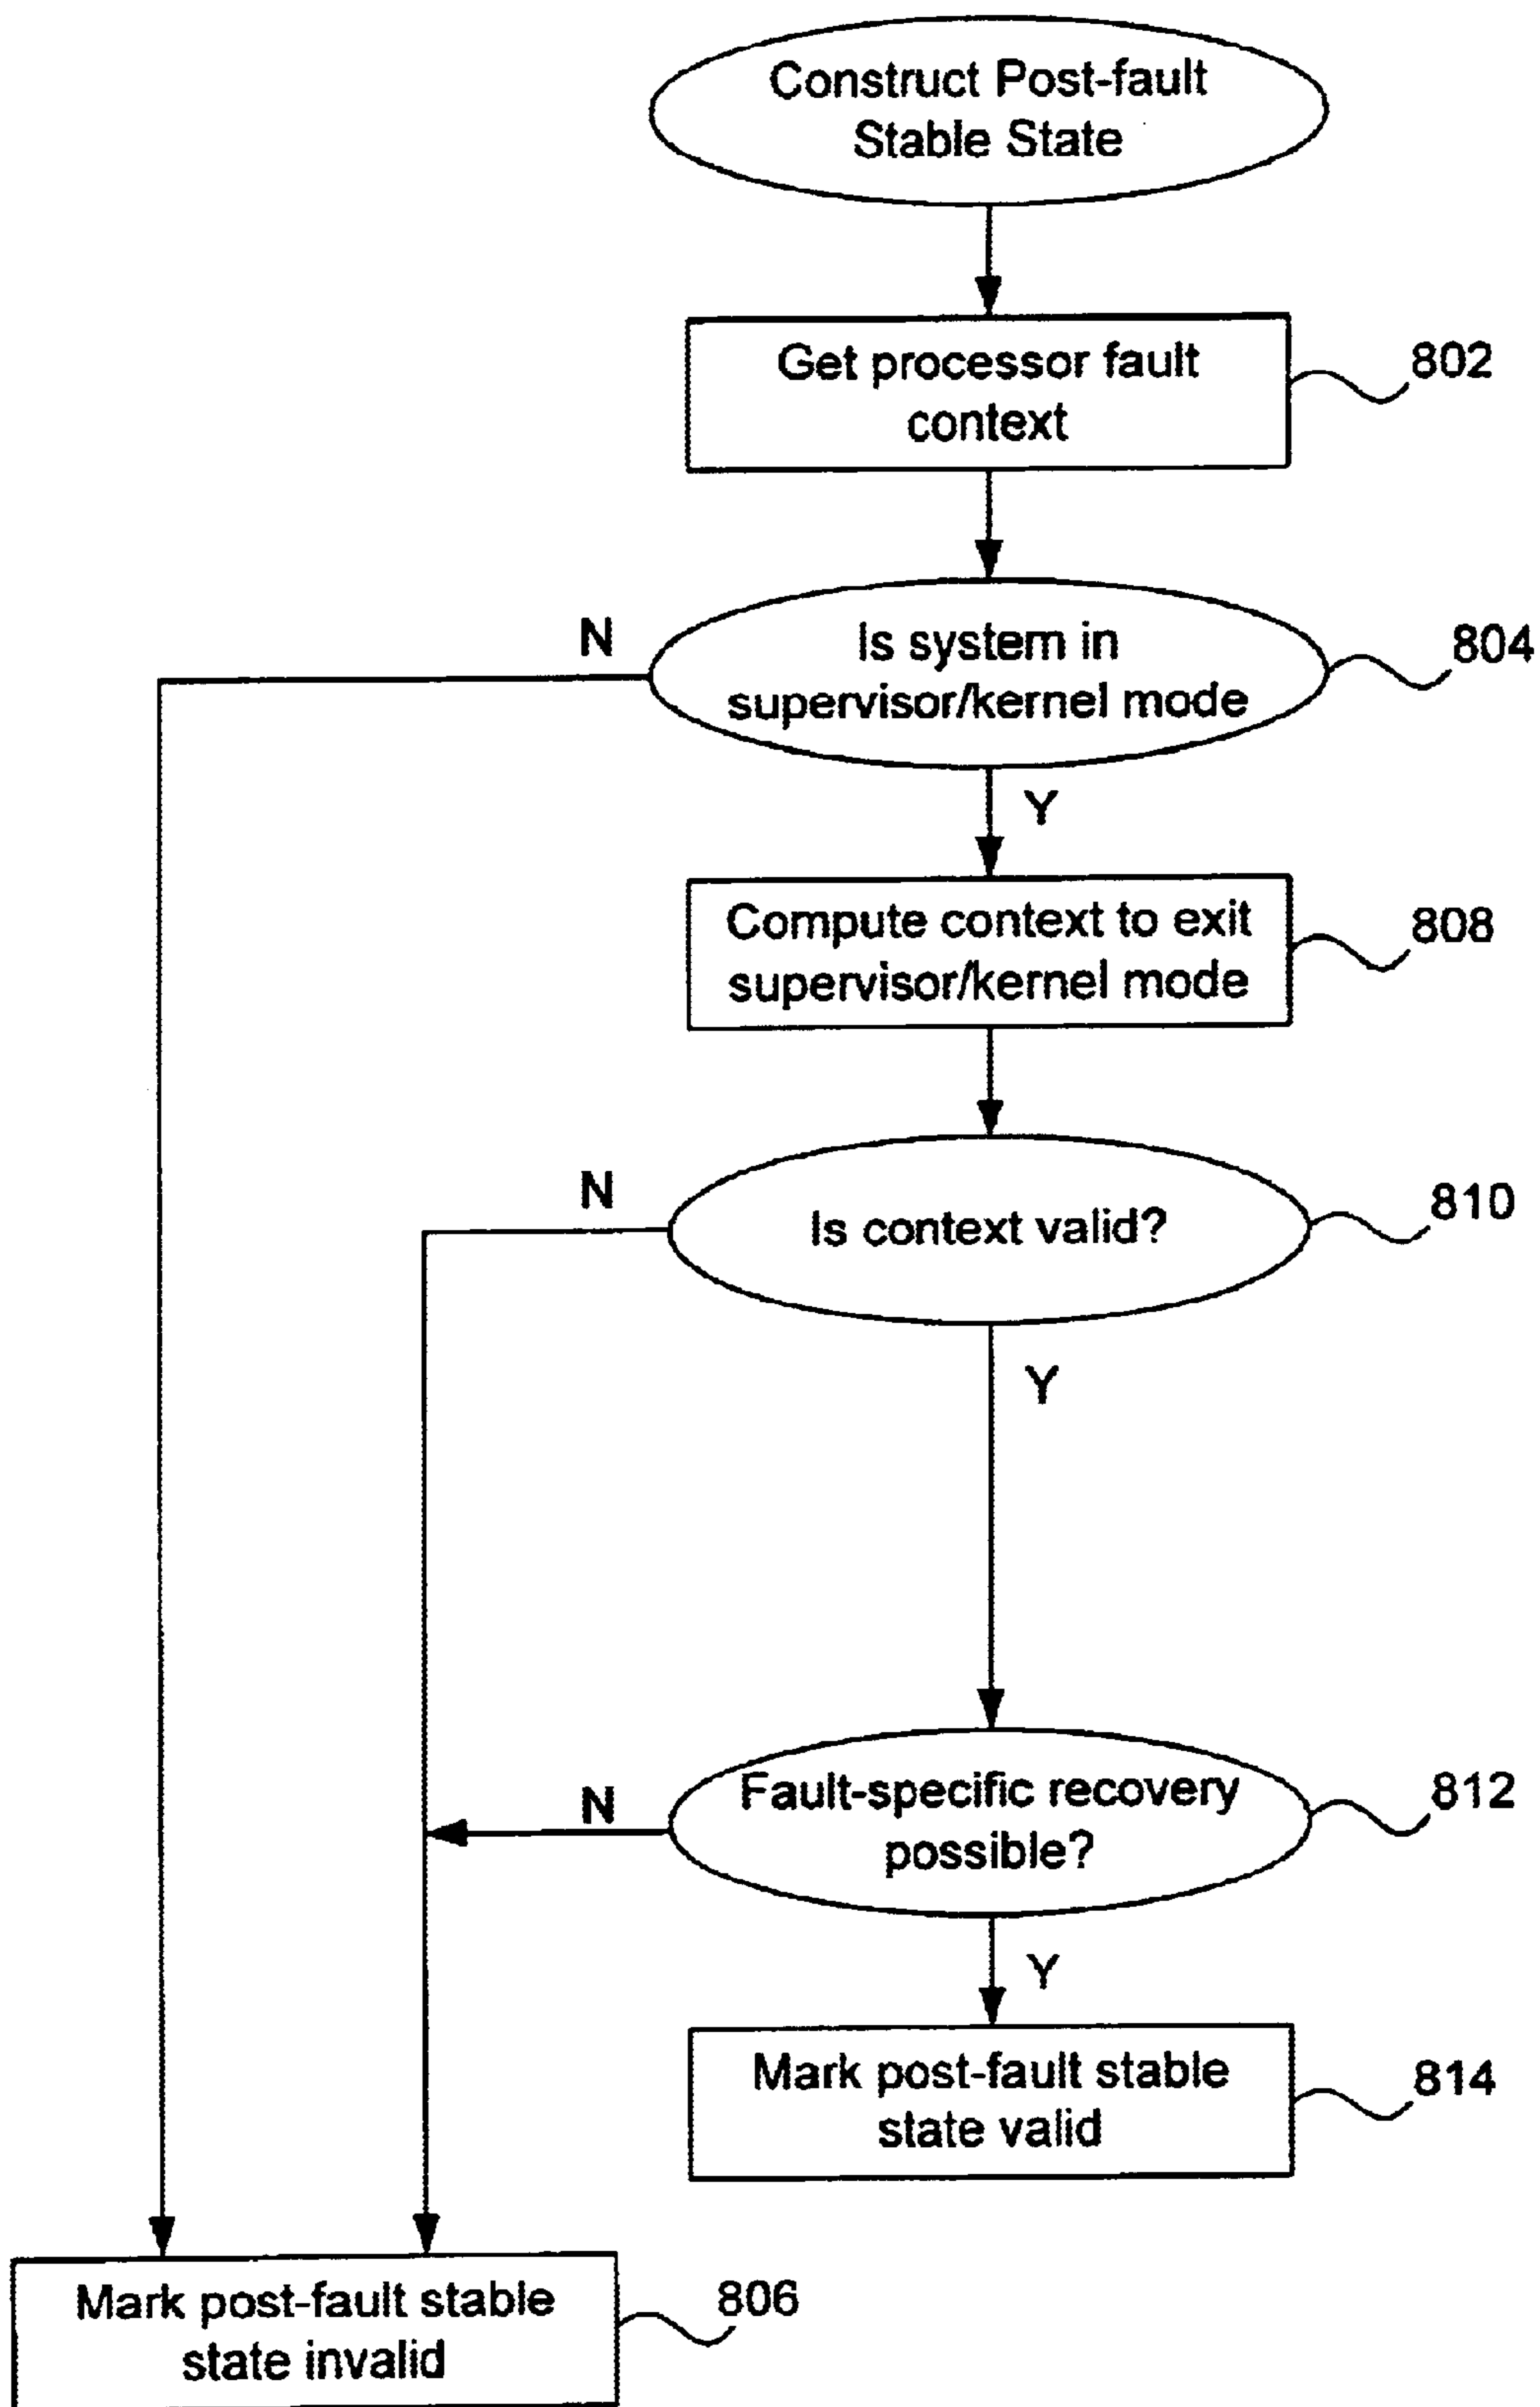 Construct Post-fault
Stable State
Get processor fault
context
802
N
Is system in
supervisor/kernel mode
804
Y
Compute context to exit
supervisor/kernel mode
808
N
Is context valid?
810
Y
N
Fault-specific recovery
possible?
812
Y
Mark post-fault stable
state valid
814
Mark post-fault stable
state invalid
806